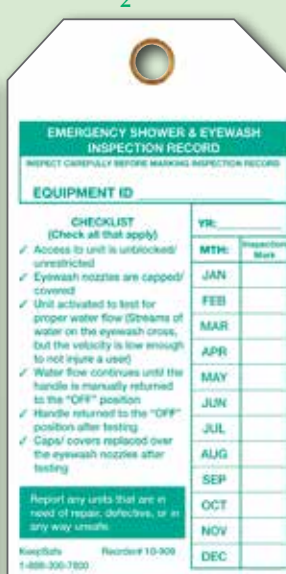 2
EMERGENCY SHOWER & EYEWASH
INSPECTION RECORD
INSPECT CAREFULLY BEFORE MARKING INSPECTION RECORD
EQUIPMENT ID
CHECKLIST
(Check all that apply)
✓ Access to unit is unblocked/
unrestricted
✓ Eyewash nozzles are capped/
covered
✓ Unit activated to test for
proper water flow (Streams of
water on the eyewash cross,
but the velocity is low enough
to not injure a user)
✓ Water flow continues until the
handle is manually returned
to the "OFF" position
✓ Handle returned to the "OFF"
position after testing
✓ Caps/ covers replaced over
the eyewash nozzles after
testing
Report any units that are in
need of repair, defective, or in
any way unsafe.
KeepSafe Reorder# 10-909
YR:
MTH: Inspection
Mark
JAN
FEB
MAR
APR
MAY
JUN
JUL
AUG
SEP
OCT
NOV
DEC